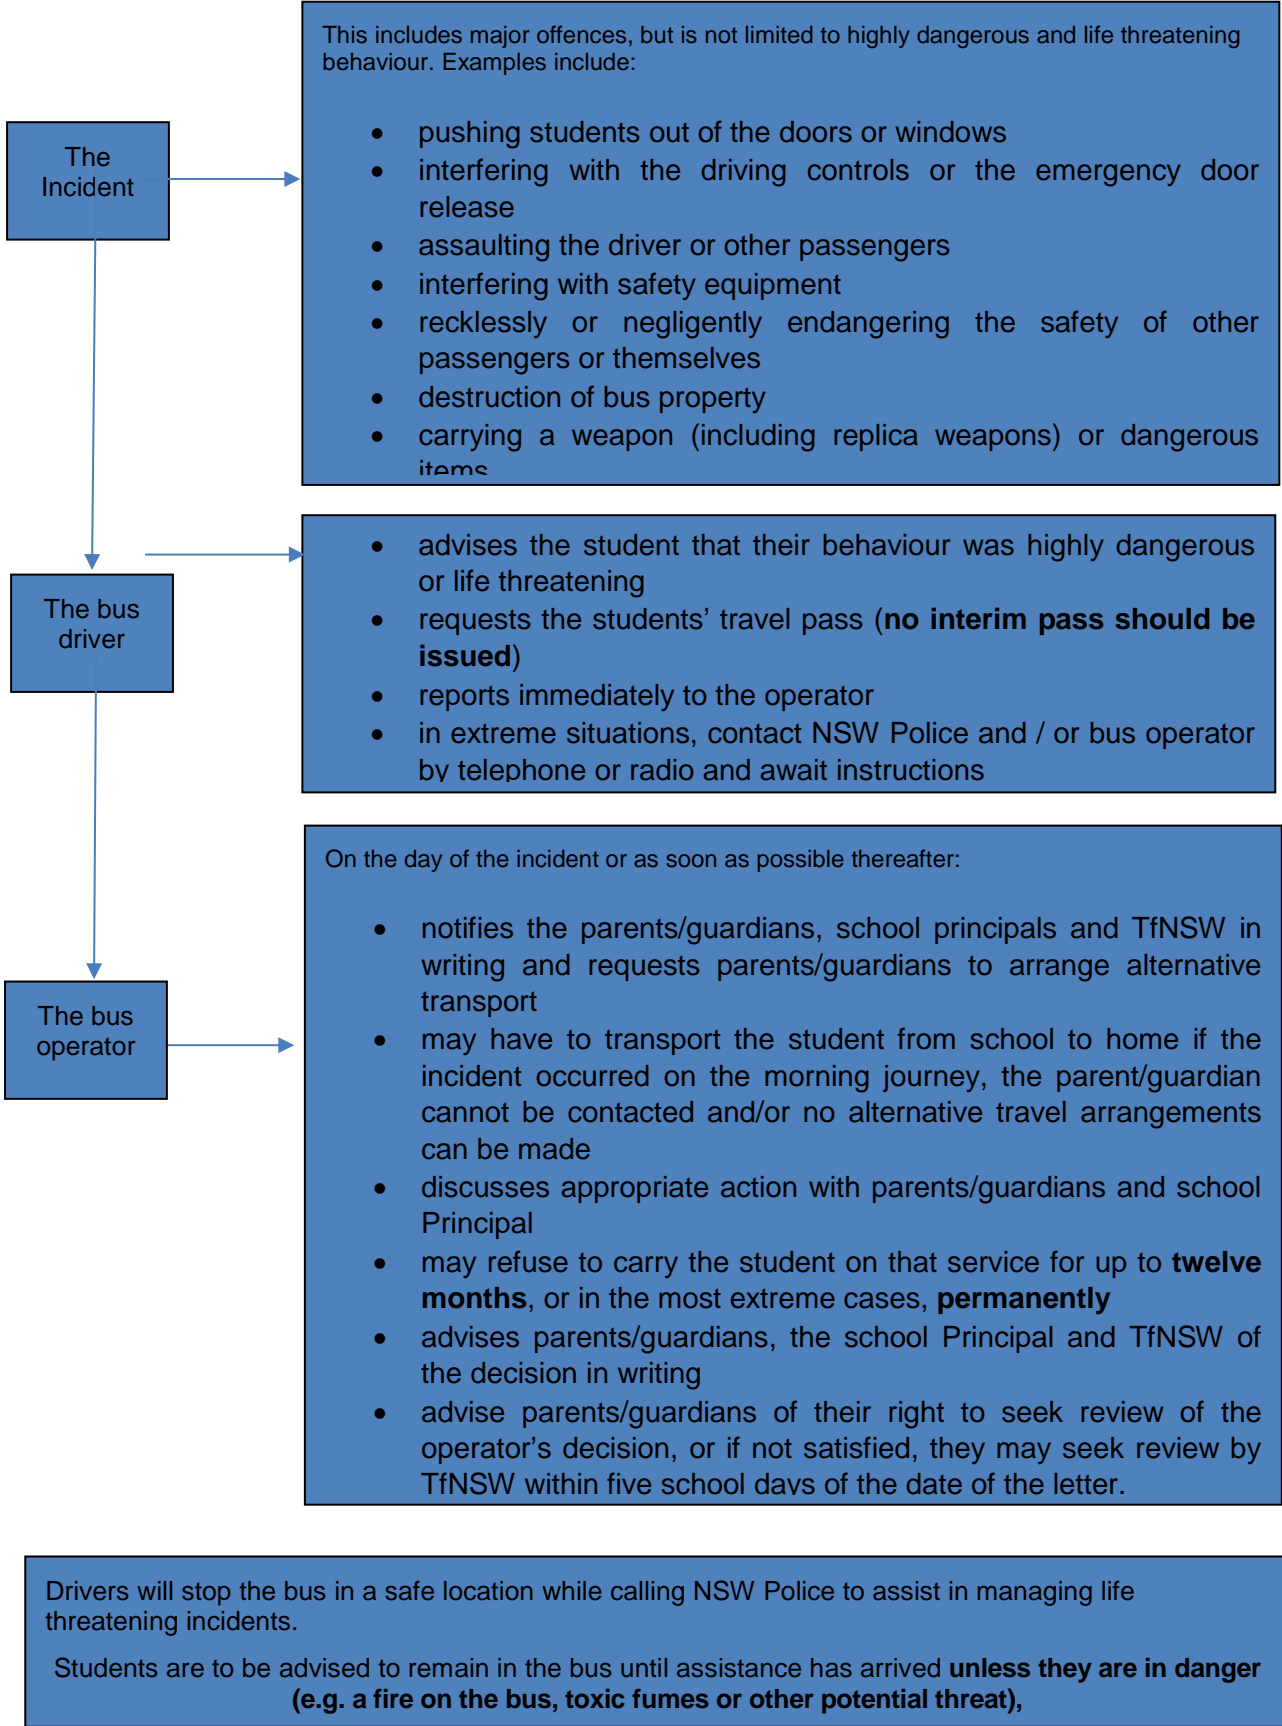 This includes major offences, but is not limited to highly dangerous and life threatening
behaviour. Examples include:
The
Incident
• pushing students out of the doors or windows
• interfering with the driving controls or the emergency door
release
• assaulting the driver or other passengers
• interfering with safety equipment
• recklessly or negligently endangering the safety of other
passengers or themselves
• destruction of bus property
• carrying a weapon (including replica weapons) or dangerous
items
The bus
driver
• advises the student that their behaviour was highly dangerous
or life threatening
• requests the students’ travel pass (no interim pass should be
issued)
• reports immediately to the operator
• in extreme situations, contact NSW Police and / or bus operator
by telephone or radio and await instructions
The bus
operator
On the day of the incident or as soon as possible thereafter:
• notifies the parents/guardians, school principals and TfNSW in
writing and requests parents/guardians to arrange alternative
transport
• may have to transport the student from school to home if the
incident occurred on the morning journey, the parent/guardian
cannot be contacted and/or no alternative travel arrangements
can be made
• discusses appropriate action with parents/guardians and school
Principal
• may refuse to carry the student on that service for up to twelve
months, or in the most extreme cases, permanently
• advises parents/guardians, the school Principal and TfNSW of
the decision in writing
• advise parents/guardians of their right to seek review of the
operator’s decision, or if not satisfied, they may seek review by
TfNSW within five school days of the date of the letter.
Drivers will stop the bus in a safe location while calling NSW Police to assist in managing life
threatening incidents.
Students are to be advised to remain in the bus until assistance has arrived unless they are in danger
(e.g. a fire on the bus, toxic fumes or other potential threat),